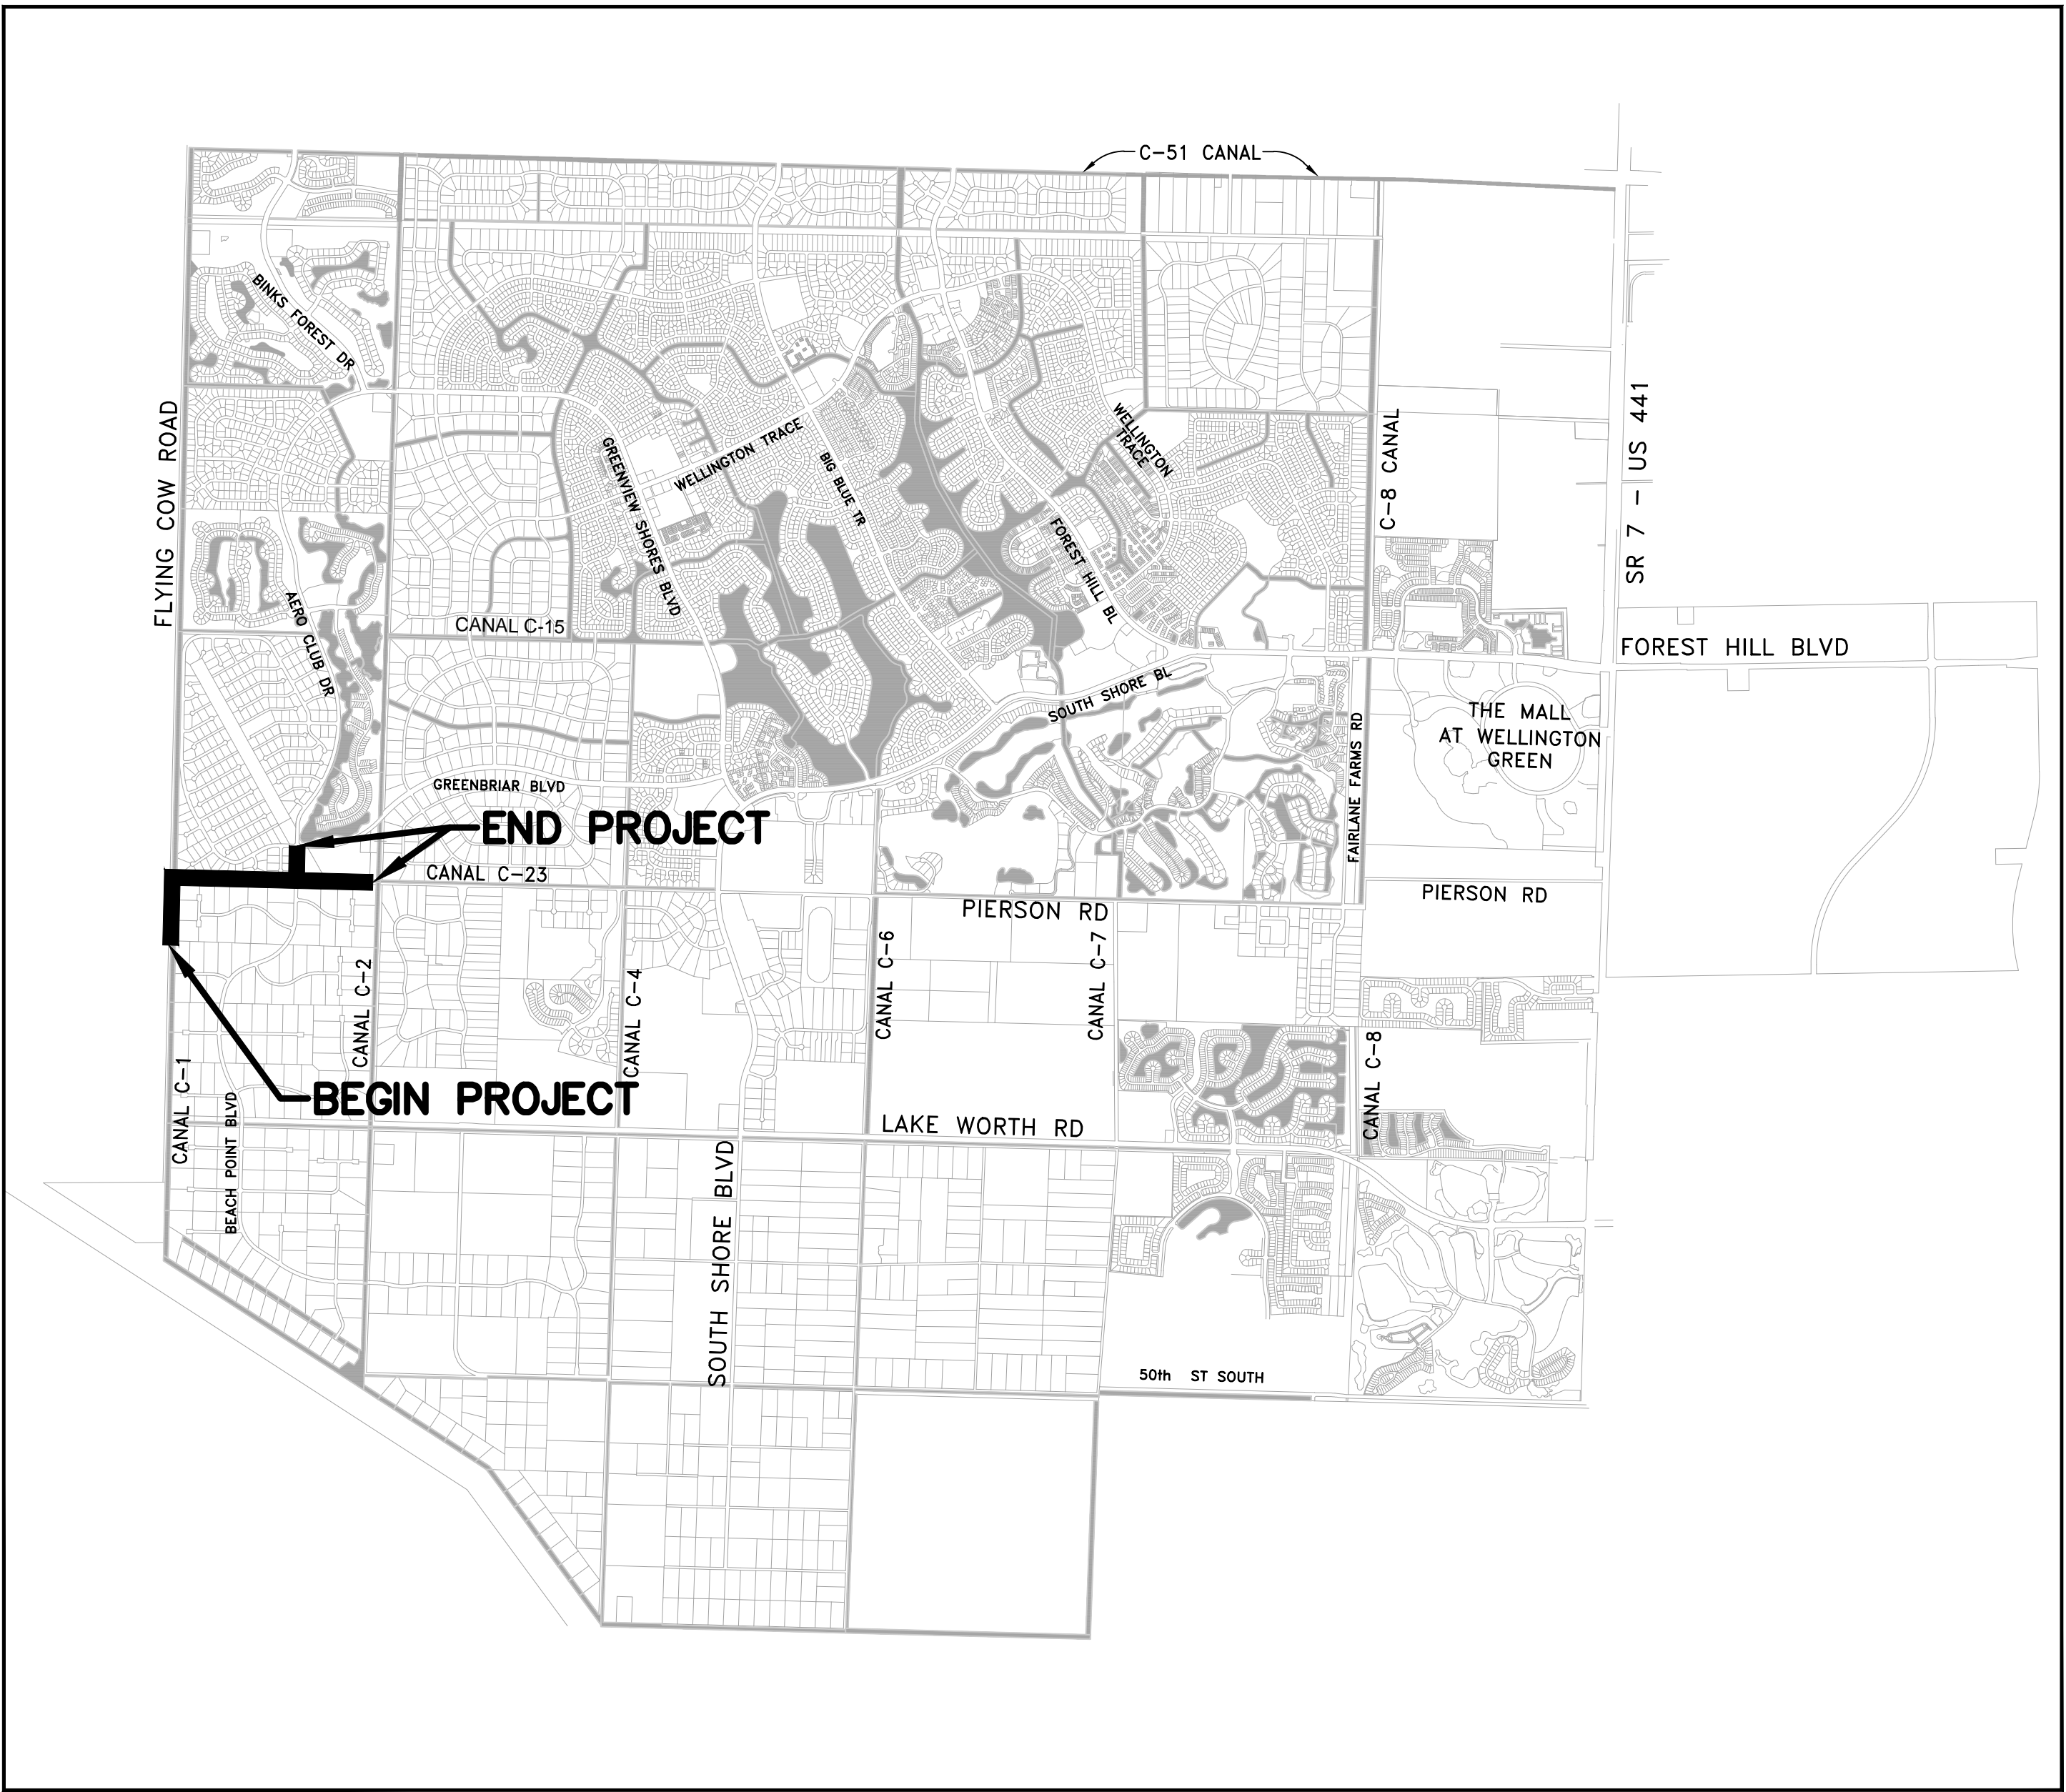 C-51 CANAL
BINKS FOREST DR
FLYING COW ROAD
WELLINGTON TRACE
GREENVIEW SHORES BLVD
BIG BLUE TR
WELLINGTON
TRACE
C-8 CANAL
SR 7 - US 441
FOREST HILL BL
AERO CLUB DR
CANAL C-15
FOREST HILL BLVD
SOUTH SHORE BL
THE MALL
AT WELLINGTON
GREEN
FAIRLANE FARMS RD
GREENBRIAR BLVD
END PROJECT
CANAL C-23
PIERSON RD
PIERSON RD
CANAL C-2
CANAL C-4
CANAL C-6
CANAL C-7
CANAL C-8
CANAL C-1
BEGIN PROJECT
BEACH POINT BLVD
LAKE WORTH RD
SOUTH SHORE BLVD
50th ST SOUTH